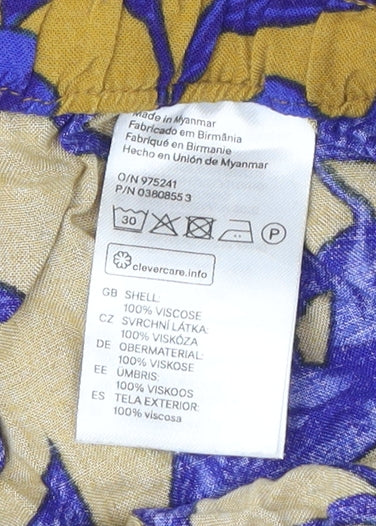 Made in Myanmar
Fabricado em Birmânia
Fabriqué en Birmanie
Hecho en Unión de Myanmar
O/N 975241
P/N 0380855 3
30
P
clevercare.info
GB SHELL:
100% VISCOSE
CZ SVRCHNÍ LÁTKA:
100% VISKÓZA
DE OBERMATERIAL:
100% VISKOSE
EE ÜMBRIS:
100% VISKOOS
ES TELA EXTERIOR:
100% viscosa